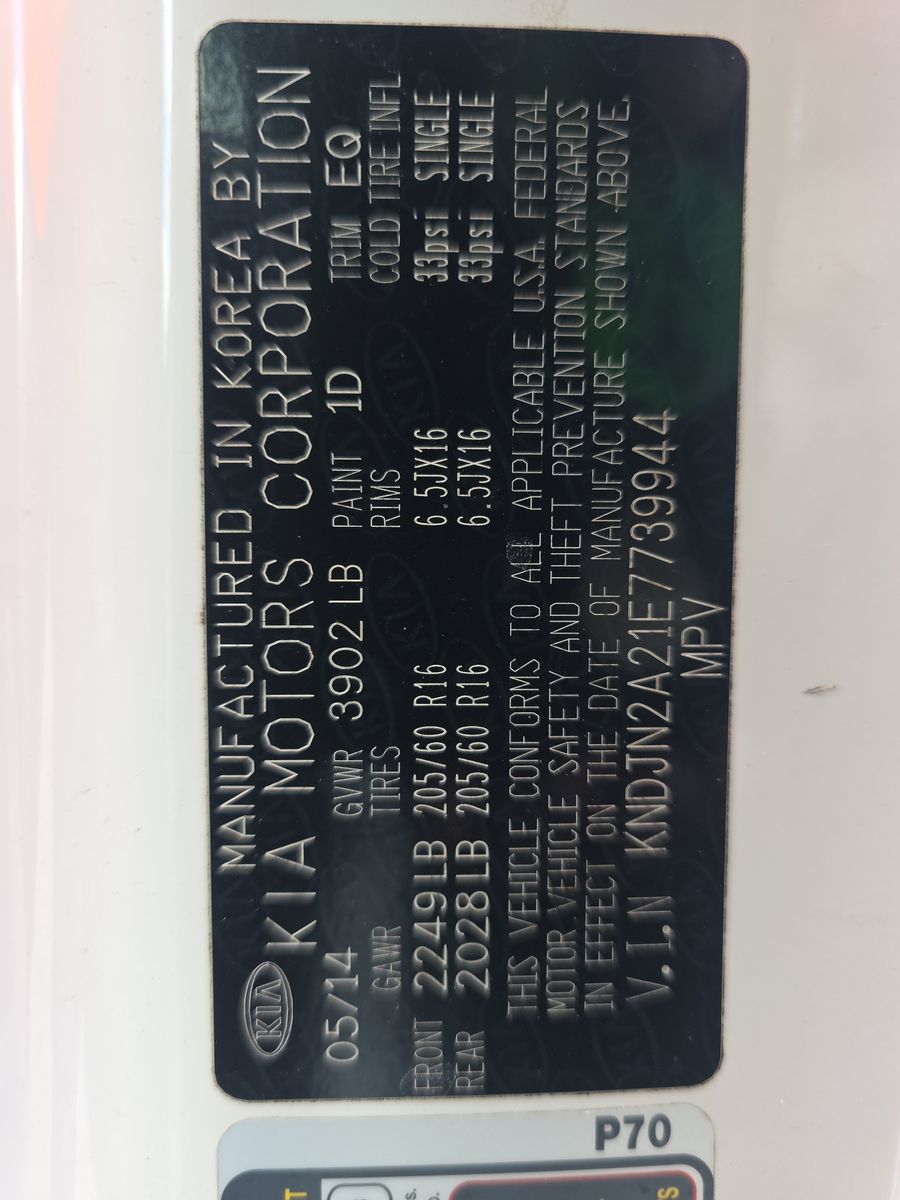 MANUFACTURED IN KOREA BY
KIA KIA MOTORS CORPORATION
05/14 GVWR 3902LB PAINT 1D TRIM EQ
GAWR TIRES RIMS COLD TIRE INFL
FRONT 2249LB 205/60 R16 6.5JX16 33psi SINGLE
REAR 2028LB 205/60 R16 6.5JX16 33psi SINGLE
THIS VEHICLE CONFORMS TO ALL APPLICABLE U.S.A. FEDERAL
MOTOR VEHICLE SAFETY AND THEFT PREVENTION STANDARDS
IN EFFECT ON THE DATE OF MANUFACTURE SHOWN ABOVE.
V.I.N KNDJN2A21E7739944
MPV
P70